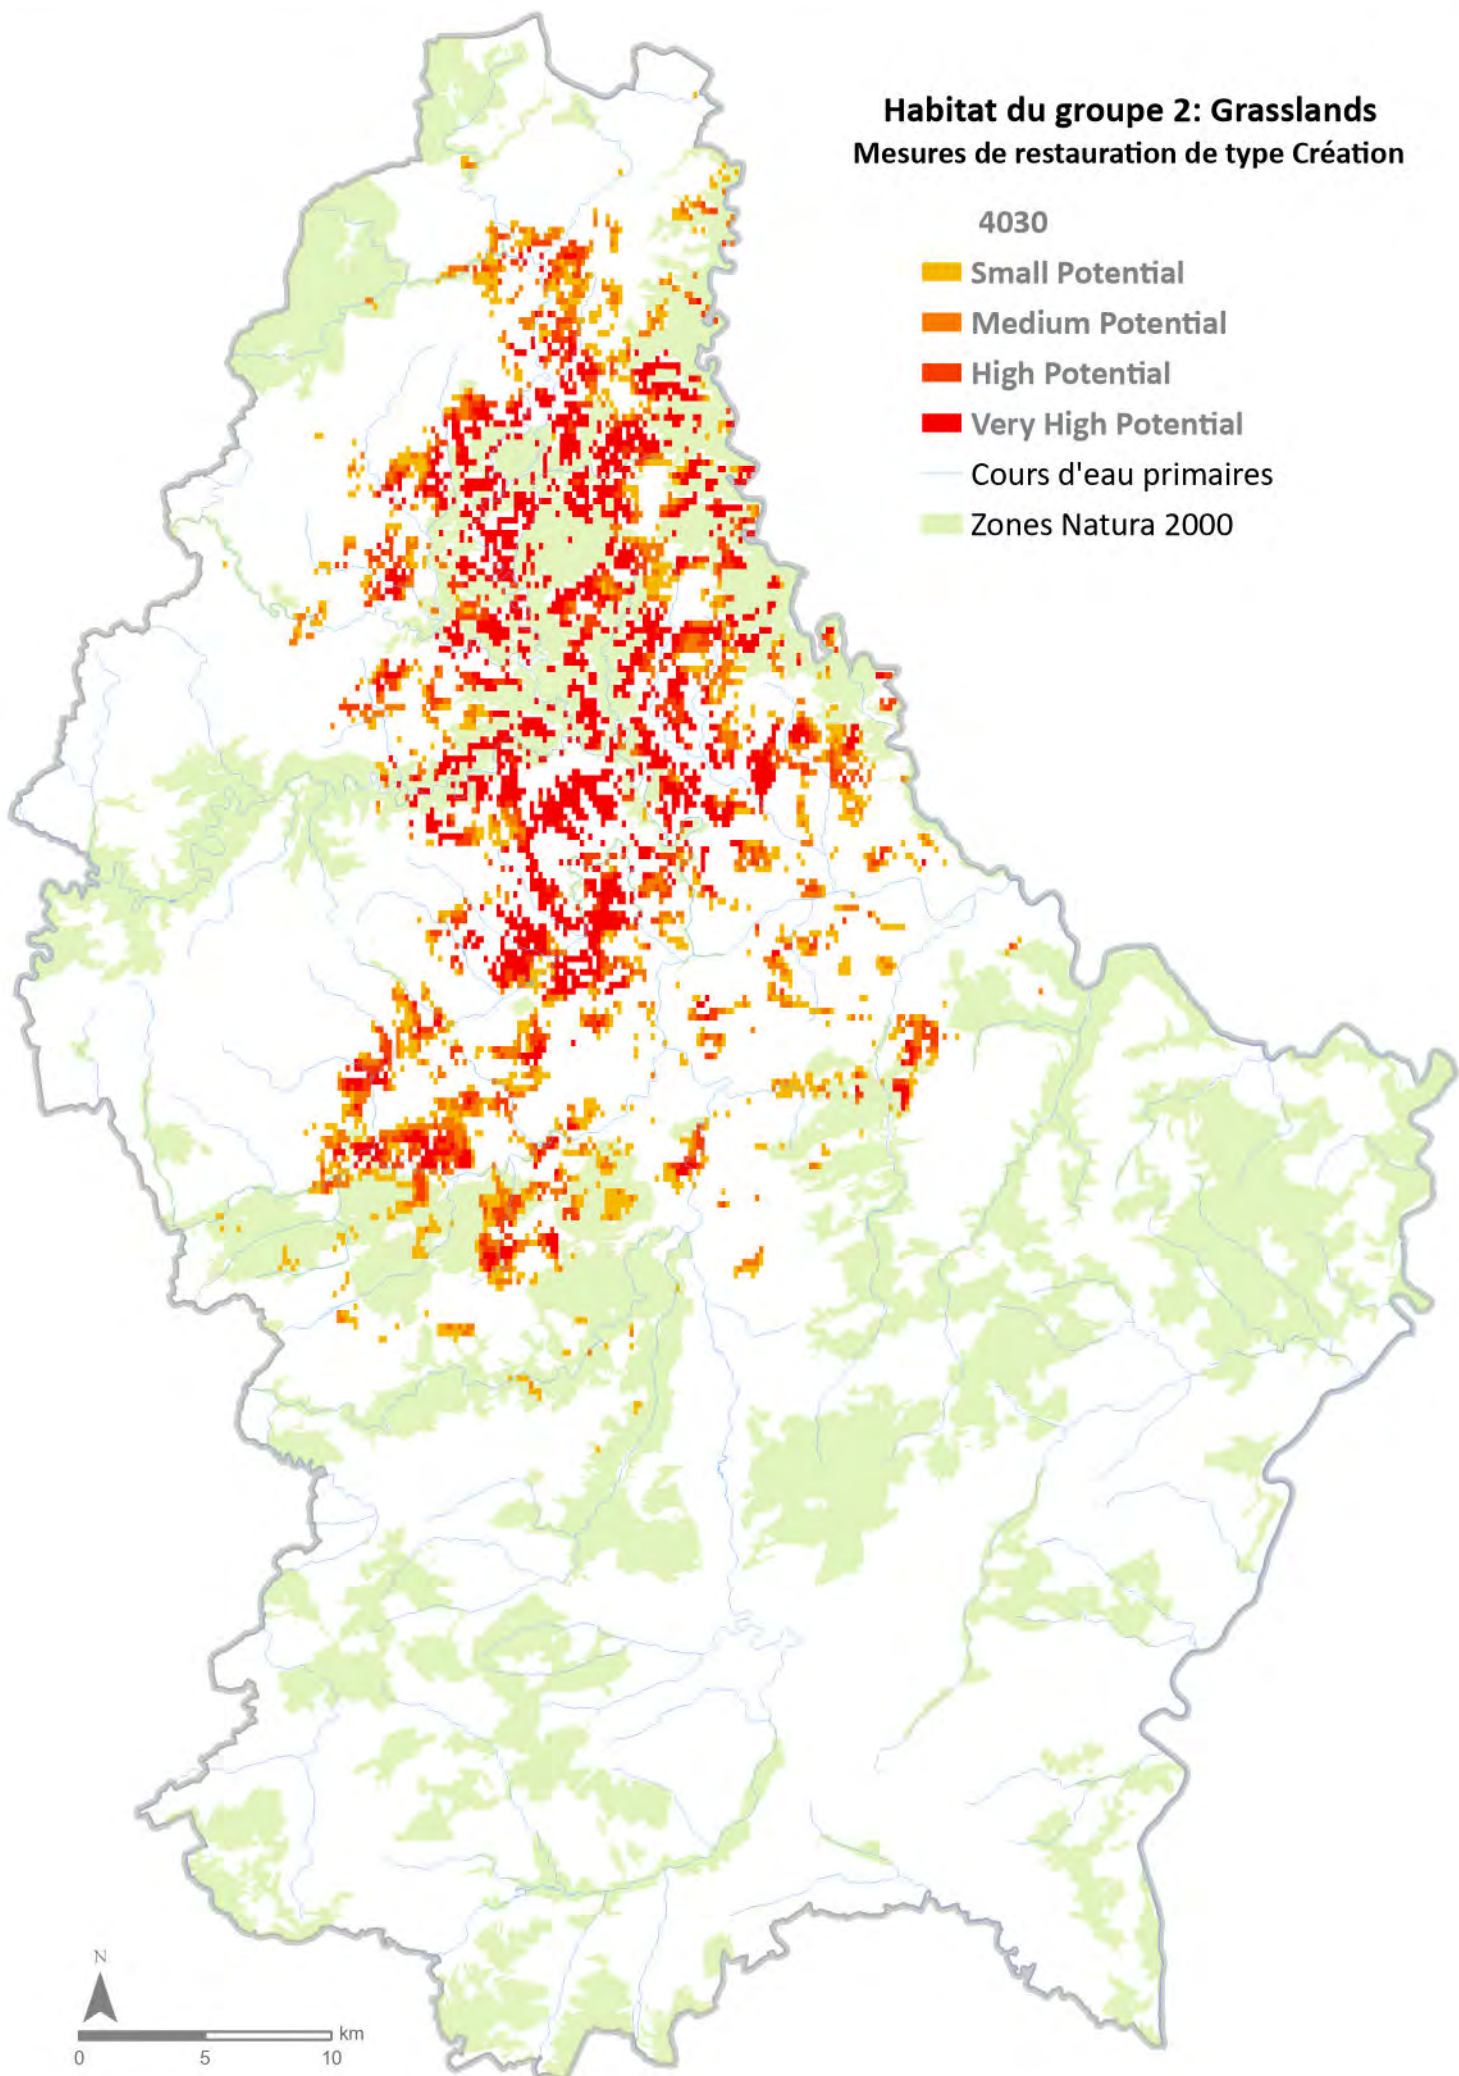 Habitat du groupe 2: Grasslands
Mesures de restauration de type Création
4030
Small Potential
Medium Potential
High Potential
Very High Potential
Cours d'eau primaires
Zones Natura 2000
N
km
0 5 10